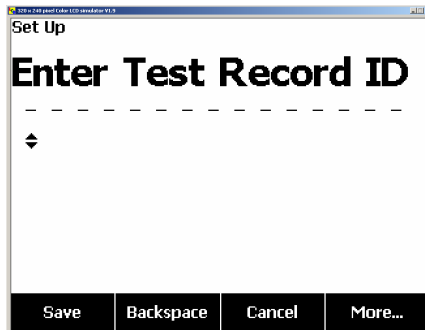 320 x 240 pixel Color LCD simulator V1.9
Set Up
Enter Test Record ID
_ _ _ _ _ _ _ _ _ _ _ _ _ _ _
Save Backspace Cancel More...